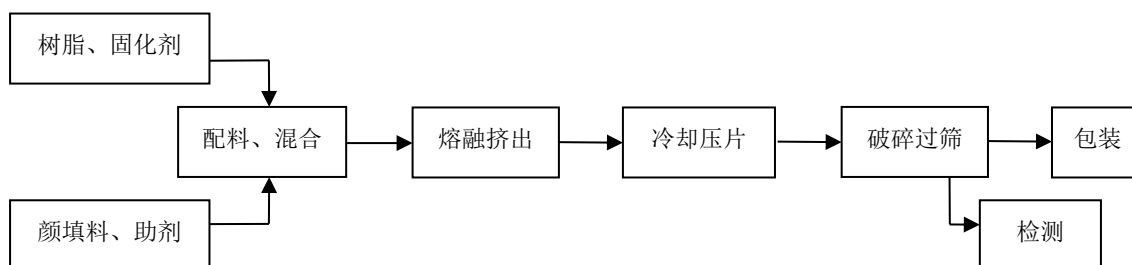 树脂、固化剂
配料、混合
熔融挤出
冷却压片
破碎过筛
包装
颜填料、助剂
检测